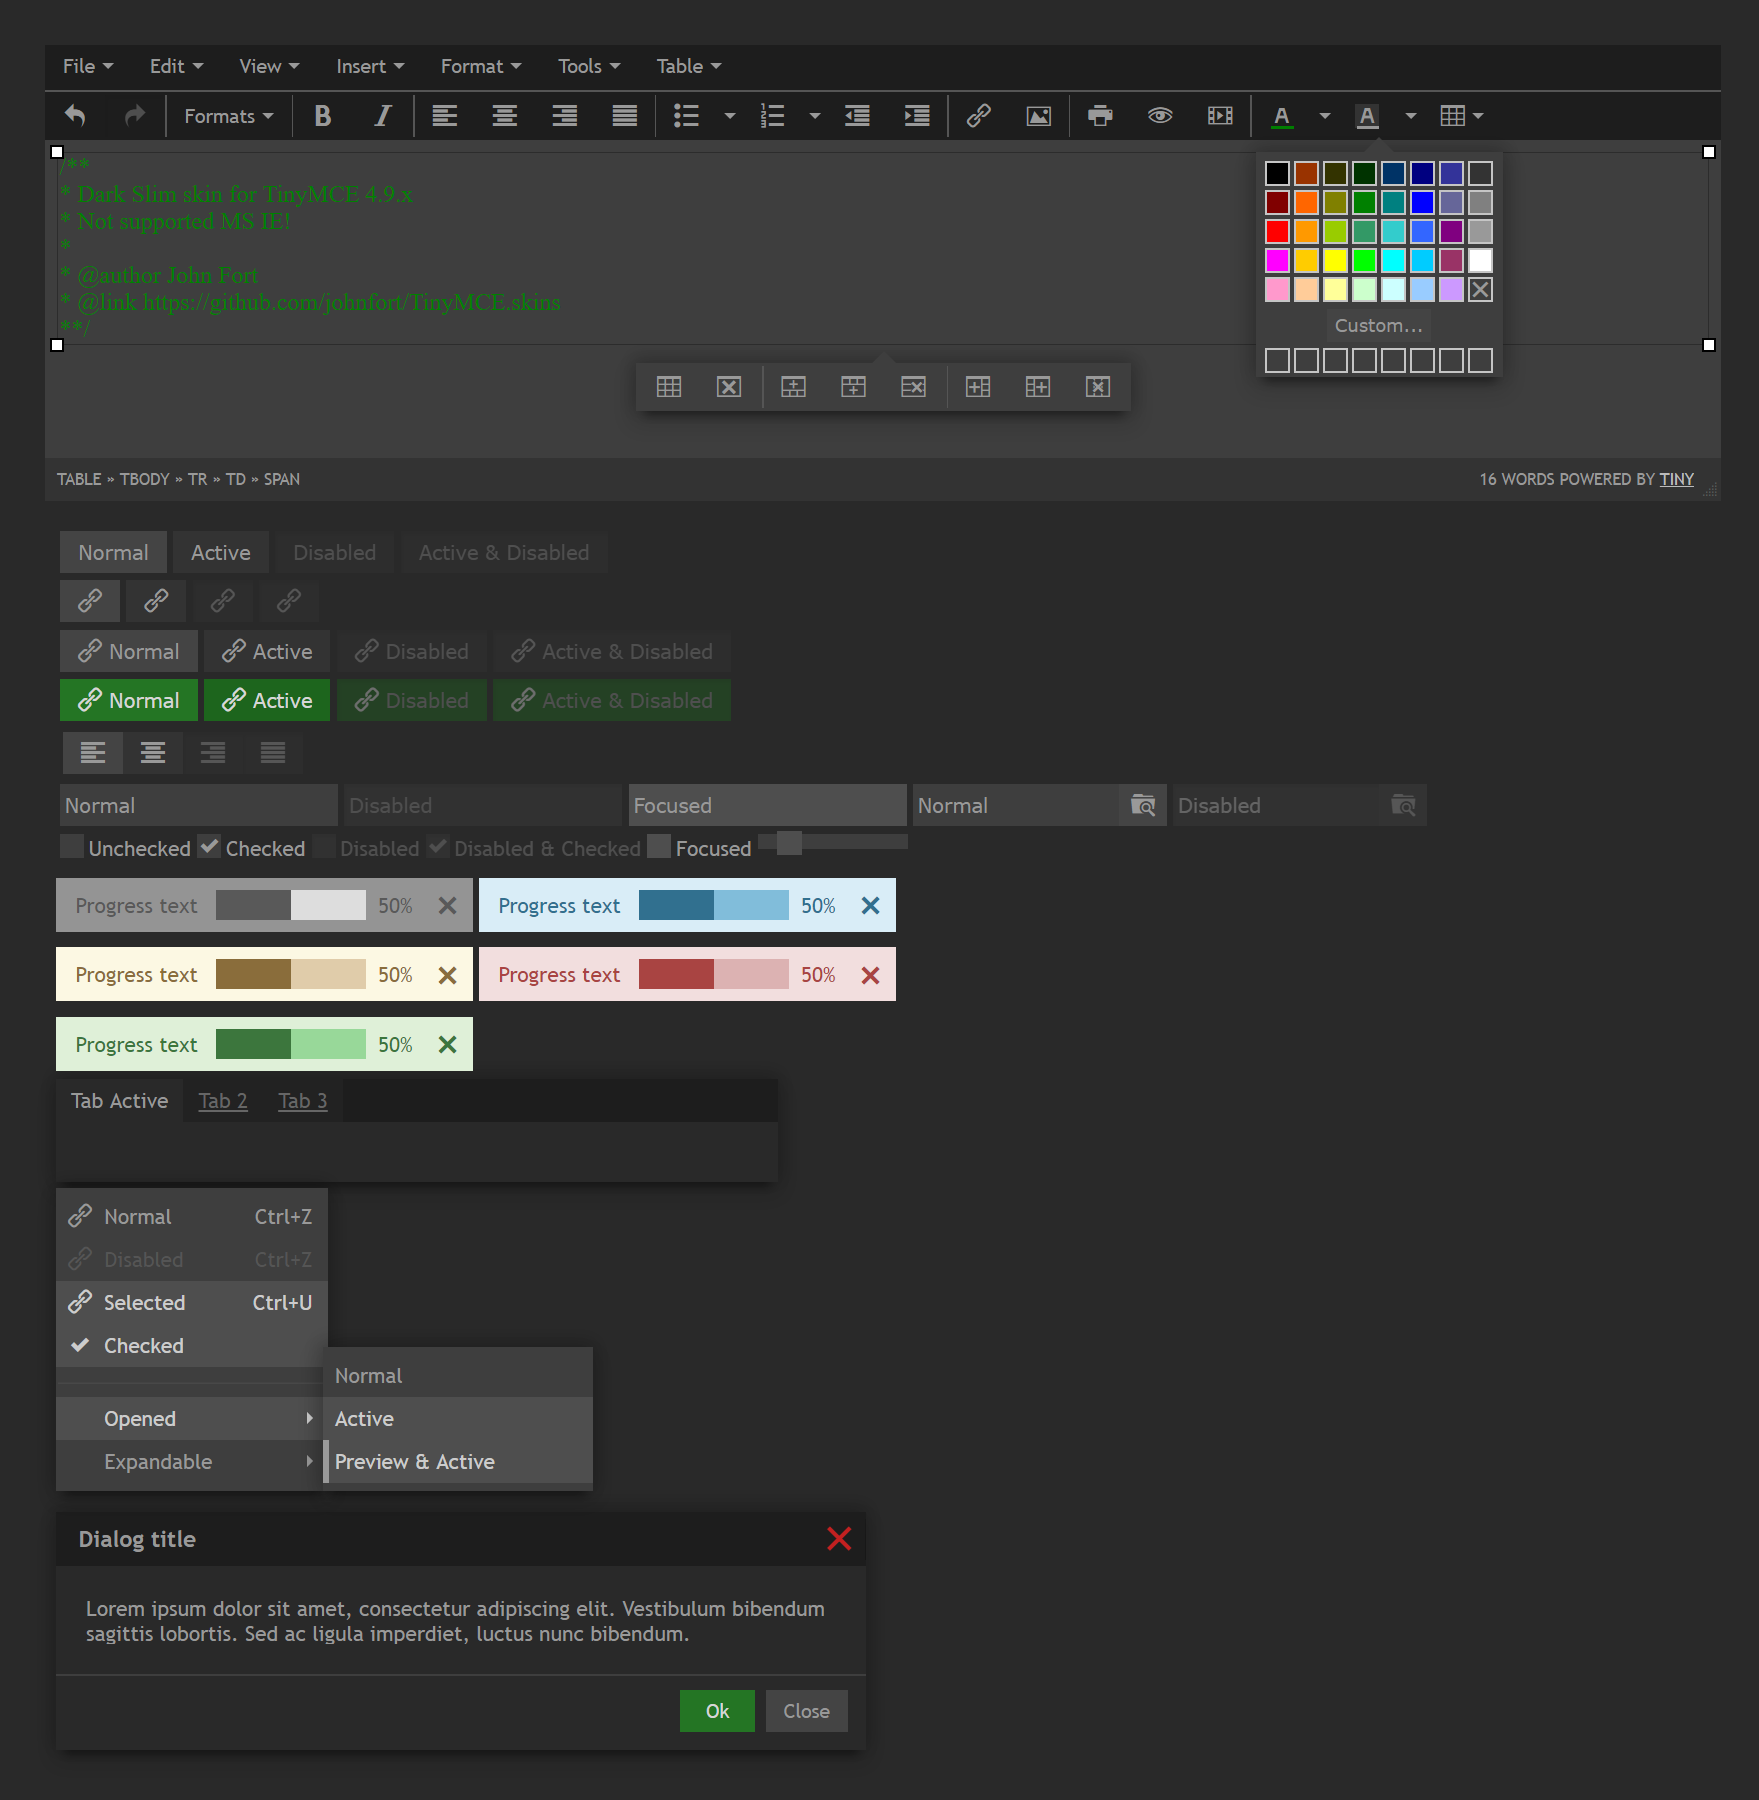 File Edit View Insert Format Tools Table
Formats B I A A
/**
* Dark Slim skin for TinyMCE 4.9.x
* Not supported MS IE!
*
* @author John Fort
* @link https://github.com/johnfort/TinyMCE.skins
**/
Custom...
TABLE » TBODY » TR » TD » SPAN
16 WORDS POWERED BY TINY
Normal Active Disabled Active & Disabled
Normal Active Disabled Active & Disabled
Normal Active Disabled Active & Disabled
Normal Disabled Focused Normal Disabled
Unchecked Checked Disabled Disabled & Checked Focused
Progress text 50% Progress text 50%
Progress text 50% Progress text 50%
Progress text 50%
Tab Active Tab 2 Tab 3
Normal Ctrl+Z
Disabled Ctrl+Z
Selected Ctrl+U
Checked
Normal
Opened Active
Expandable Preview & Active
Dialog title
Lorem ipsum dolor sit amet, consectetur adipiscing elit. Vestibulum bibendum
sagittis lobortis. Sed ac ligula imperdiet, luctus nunc bibendum.
Ok Close